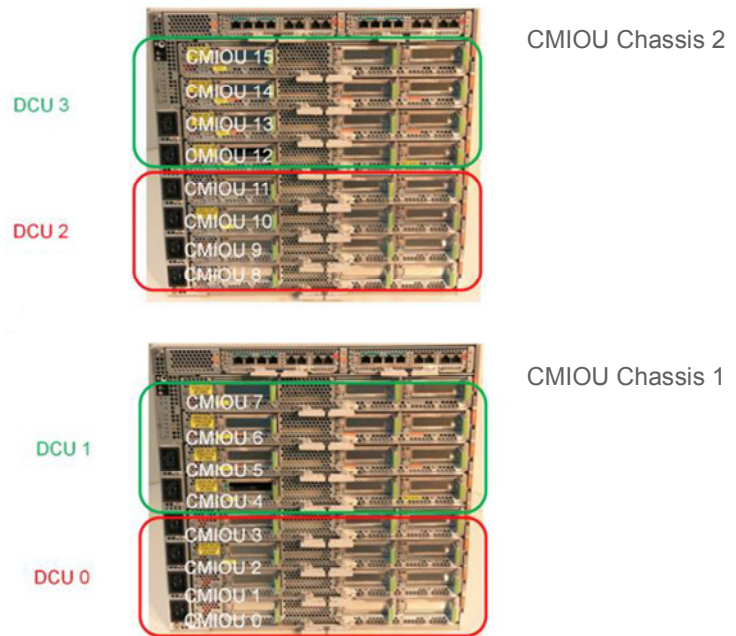 CMIOU Chassis 2
CMIOU 15
CMIOU 14
DCU 3
CMIOU 13
CMIOU 12
CMIOU 11
CMIOU 10
DCU 2
CMIOU 9
CMIOU 8
CMIOU Chassis 1
CMIOU 7
CMIOU 6
DCU 1
CMIOU 5
CMIOU 4
CMIOU 3
CMIOU 2
DCU 0
CMIOU 1
CMIOU 0